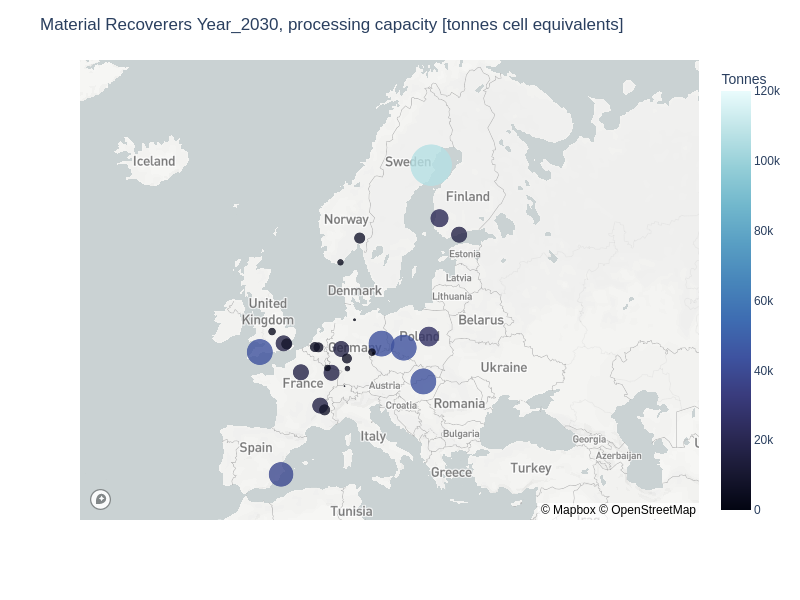 Material Recoverers Year_2030, processing capacity [tonnes cell equivalents]
Tonnes
120k
100k
80k
60k
40k
20k
0
Iceland
Sweden
Finland
Norway
Estonia
Latvia
Denmark
Lithuania
United
Kingdom
Belarus
Poland
Germany
Ukraine
France
Austria
Croatia
Romania
Italy
Bulgaria
Georgia
Spain
Azerbaijan
Greece
Turkey
Tunisia
© Mapbox © OpenStreetMap